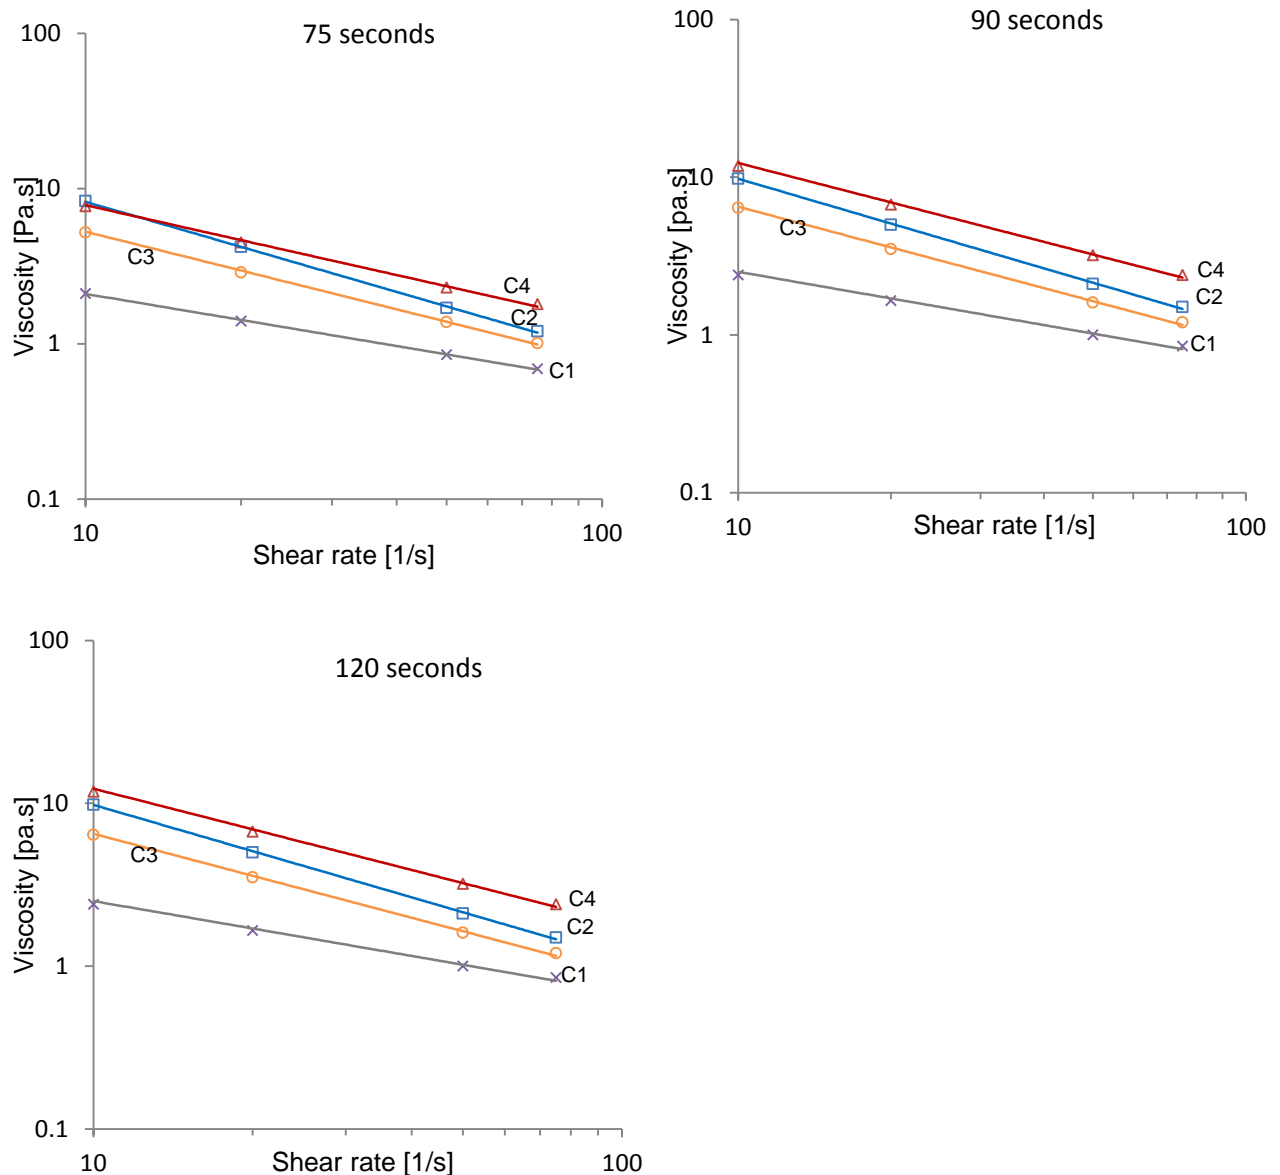 75 seconds
100
10
1
0.1
Viscosity [Pa.s]
C3
C4
C2
C1
10
100
Shear rate [1/s]
90 seconds
100
10
1
0.1
Viscosity [pa.s]
C3
C4
C2
C1
10
100
Shear rate [1/s]
120 seconds
100
10
1
0.1
Viscosity [pa.s]
C3
C4
C2
C1
10
100
Shear rate [1/s]